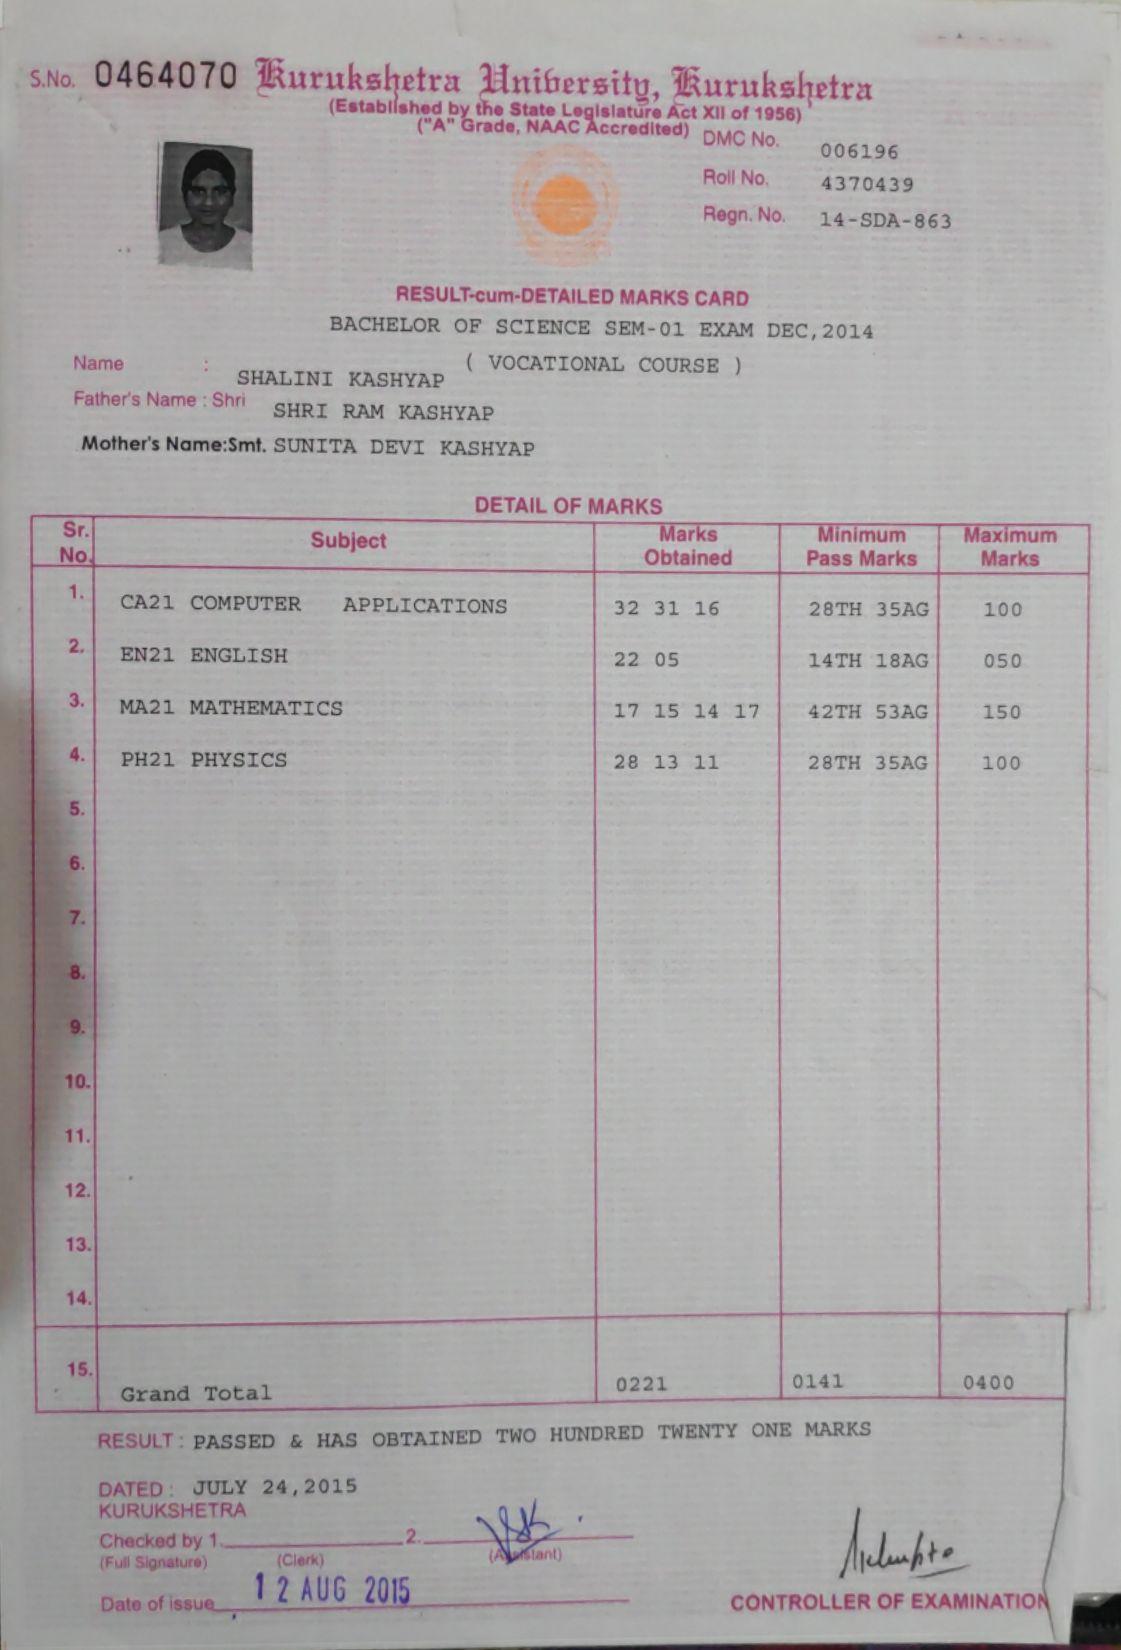 S.No. 0464070 Kurukshetra University, Kurukshetra
(Established by the State Legislature Act XII of 1956)
("A" Grade, NAAC Accredited)
DMC No. 006196
Roll No. 4370439
Regn. No. 14-SDA-863
RESULT-cum-DETAILED MARKS CARD
BACHELOR OF SCIENCE SEM-01 EXAM DEC,2014
( VOCATIONAL COURSE )
Name : SHALINI KASHYAP
Father's Name : Shri SHRI RAM KASHYAP
Mother's Name:Smt. SUNITA DEVI KASHYAP
DETAIL OF MARKS
Sr. No. Subject Marks Obtained Minimum Pass Marks Maximum Marks
1. CA21 COMPUTER APPLICATIONS 32 31 16 28TH 35AG 100
2. EN21 ENGLISH 22 05 14TH 18AG 050
3. MA21 MATHEMATICS 17 15 14 17 42TH 53AG 150
4. PH21 PHYSICS 28 13 11 28TH 35AG 100
5.
6.
7.
8.
9.
10.
11.
12.
13.
14.
15. Grand Total 0221 0141 0400
RESULT : PASSED & HAS OBTAINED TWO HUNDRED TWENTY ONE MARKS
DATED : JULY 24,2015
KURUKSHETRA
Checked by 1. 2.
(Full Signature) (Clerk) (Assistant)
Date of issue 12 AUG 2015
CONTROLLER OF EXAMINATION